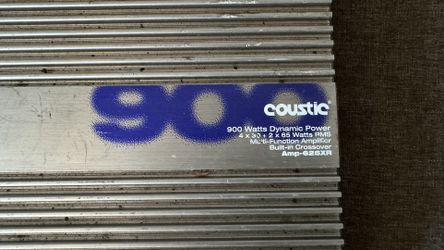 900
coustic
900 Watts Dynamic Power
4 x 30 + 2 x 65 Watts RMS
Multi-Function Amplifier
Built-in Crossover
Amp-625XR